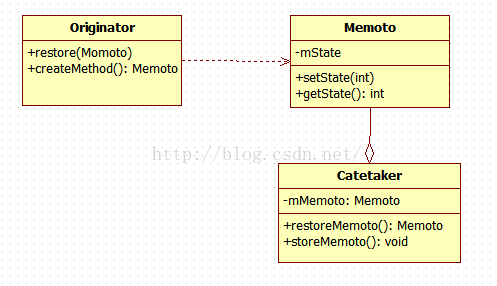 Originator
+restore(Momoto)
+createMethod(): Memoto
Memoto
-mState
+setState(int)
+getState(): int
http://blog.csdn.net/
Catetaker
-mMemoto: Memoto
+restoreMemoto(): Memoto
+storeMemoto(): void